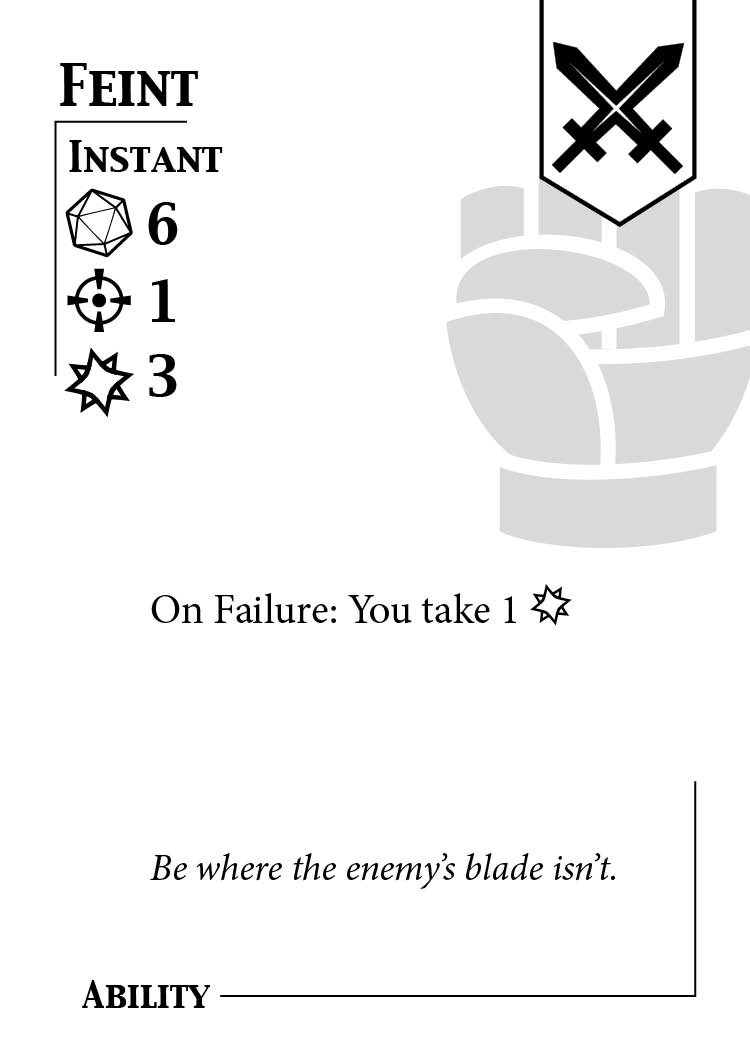 Feint
Instant
6
1
3
On Failure: You take 1
Be where the enemy’s blade isn’t.
Ability